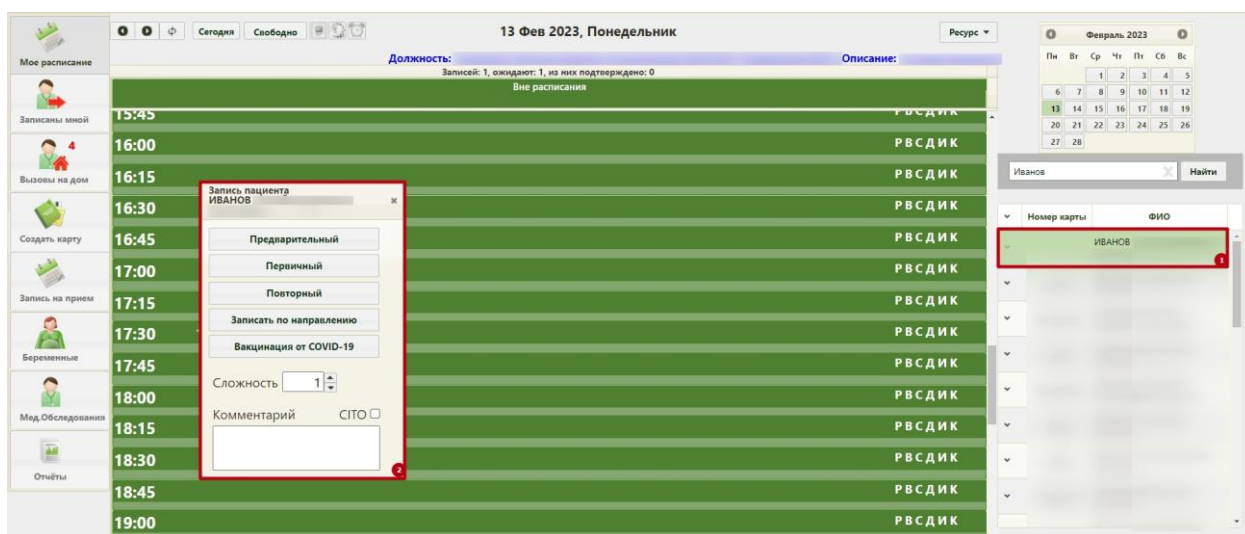 Сегодня Свободно 13 Фев 2023, Понедельник Ресурс
Должность: Описание:
Записей: 1, ожидают: 1, из них подтверждено: 0
Вне расписания
Мое расписание
Записаны мной
4
Вызовы на дом
Создать карту
Запись на прием
Беременные
Мед.Обследования
Отчёты
15:45 РВСДИК
16:00 РВСДИК
16:15 РВСДИК
16:30 РВСДИК
16:45 РВСДИК
17:00 РВСДИК
17:15 РВСДИК
17:30 РВСДИК
17:45 РВСДИК
18:00 РВСДИК
18:15 РВСДИК
18:30 РВСДИК
18:45 РВСДИК
19:00 РВСДИК
Запись пациента
ИВАНОВ
Предварительный
Первичный
Повторный
Записать по направлению
Вакцинация от COVID-19
Сложность 1
Комментарий CITO
2
Февраль 2023
Пн Вт Ср Чт Пт Сб Вс
1 2 3 4 5
6 7 8 9 10 11 12
13 14 15 16 17 18 19
20 21 22 23 24 25 26
27 28
Иванов Найти
Номер карты ФИО
ИВАНОВ
1